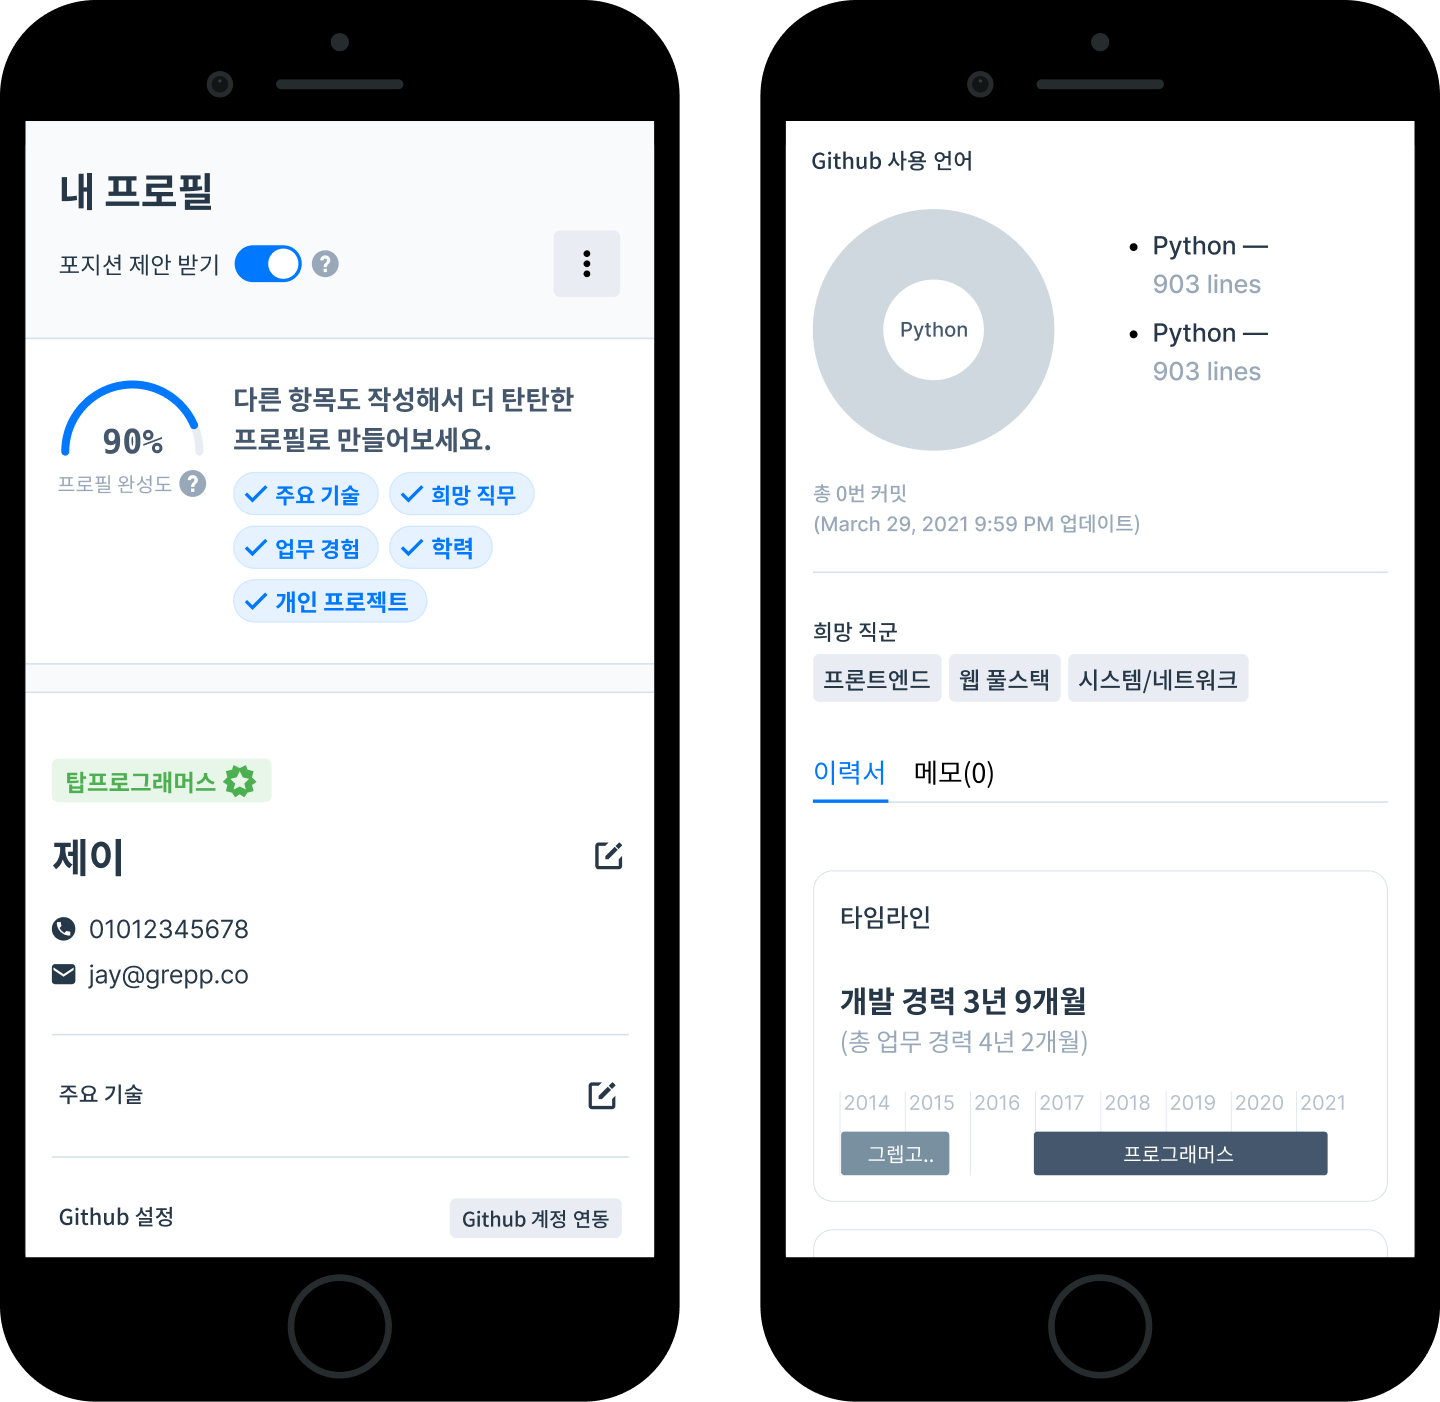 내 프로필
포지션 제안 받기
90%
프로필 완성도
다른 항목도 작성해서 더 탄탄한
프로필로 만들어보세요.
주요 기술
희망 직무
업무 경험
학력
개인 프로젝트
탑프로그래머스
제이
01012345678
jay@grepp.co
주요 기술
Github 설정
Github 계정 연동
Github 사용 언어
Python
Python —
903 lines
Python —
903 lines
총 0번 커밋
(March 29, 2021 9:59 PM 업데이트)
희망 직군
프론트엔드
웹 풀스택
시스템/네트워크
이력서
메모(0)
타임라인
개발 경력 3년 9개월
(총 업무 경력 4년 2개월)
2014 2015 2016 2017 2018 2019 2020 2021
그렙고..
프로그래머스